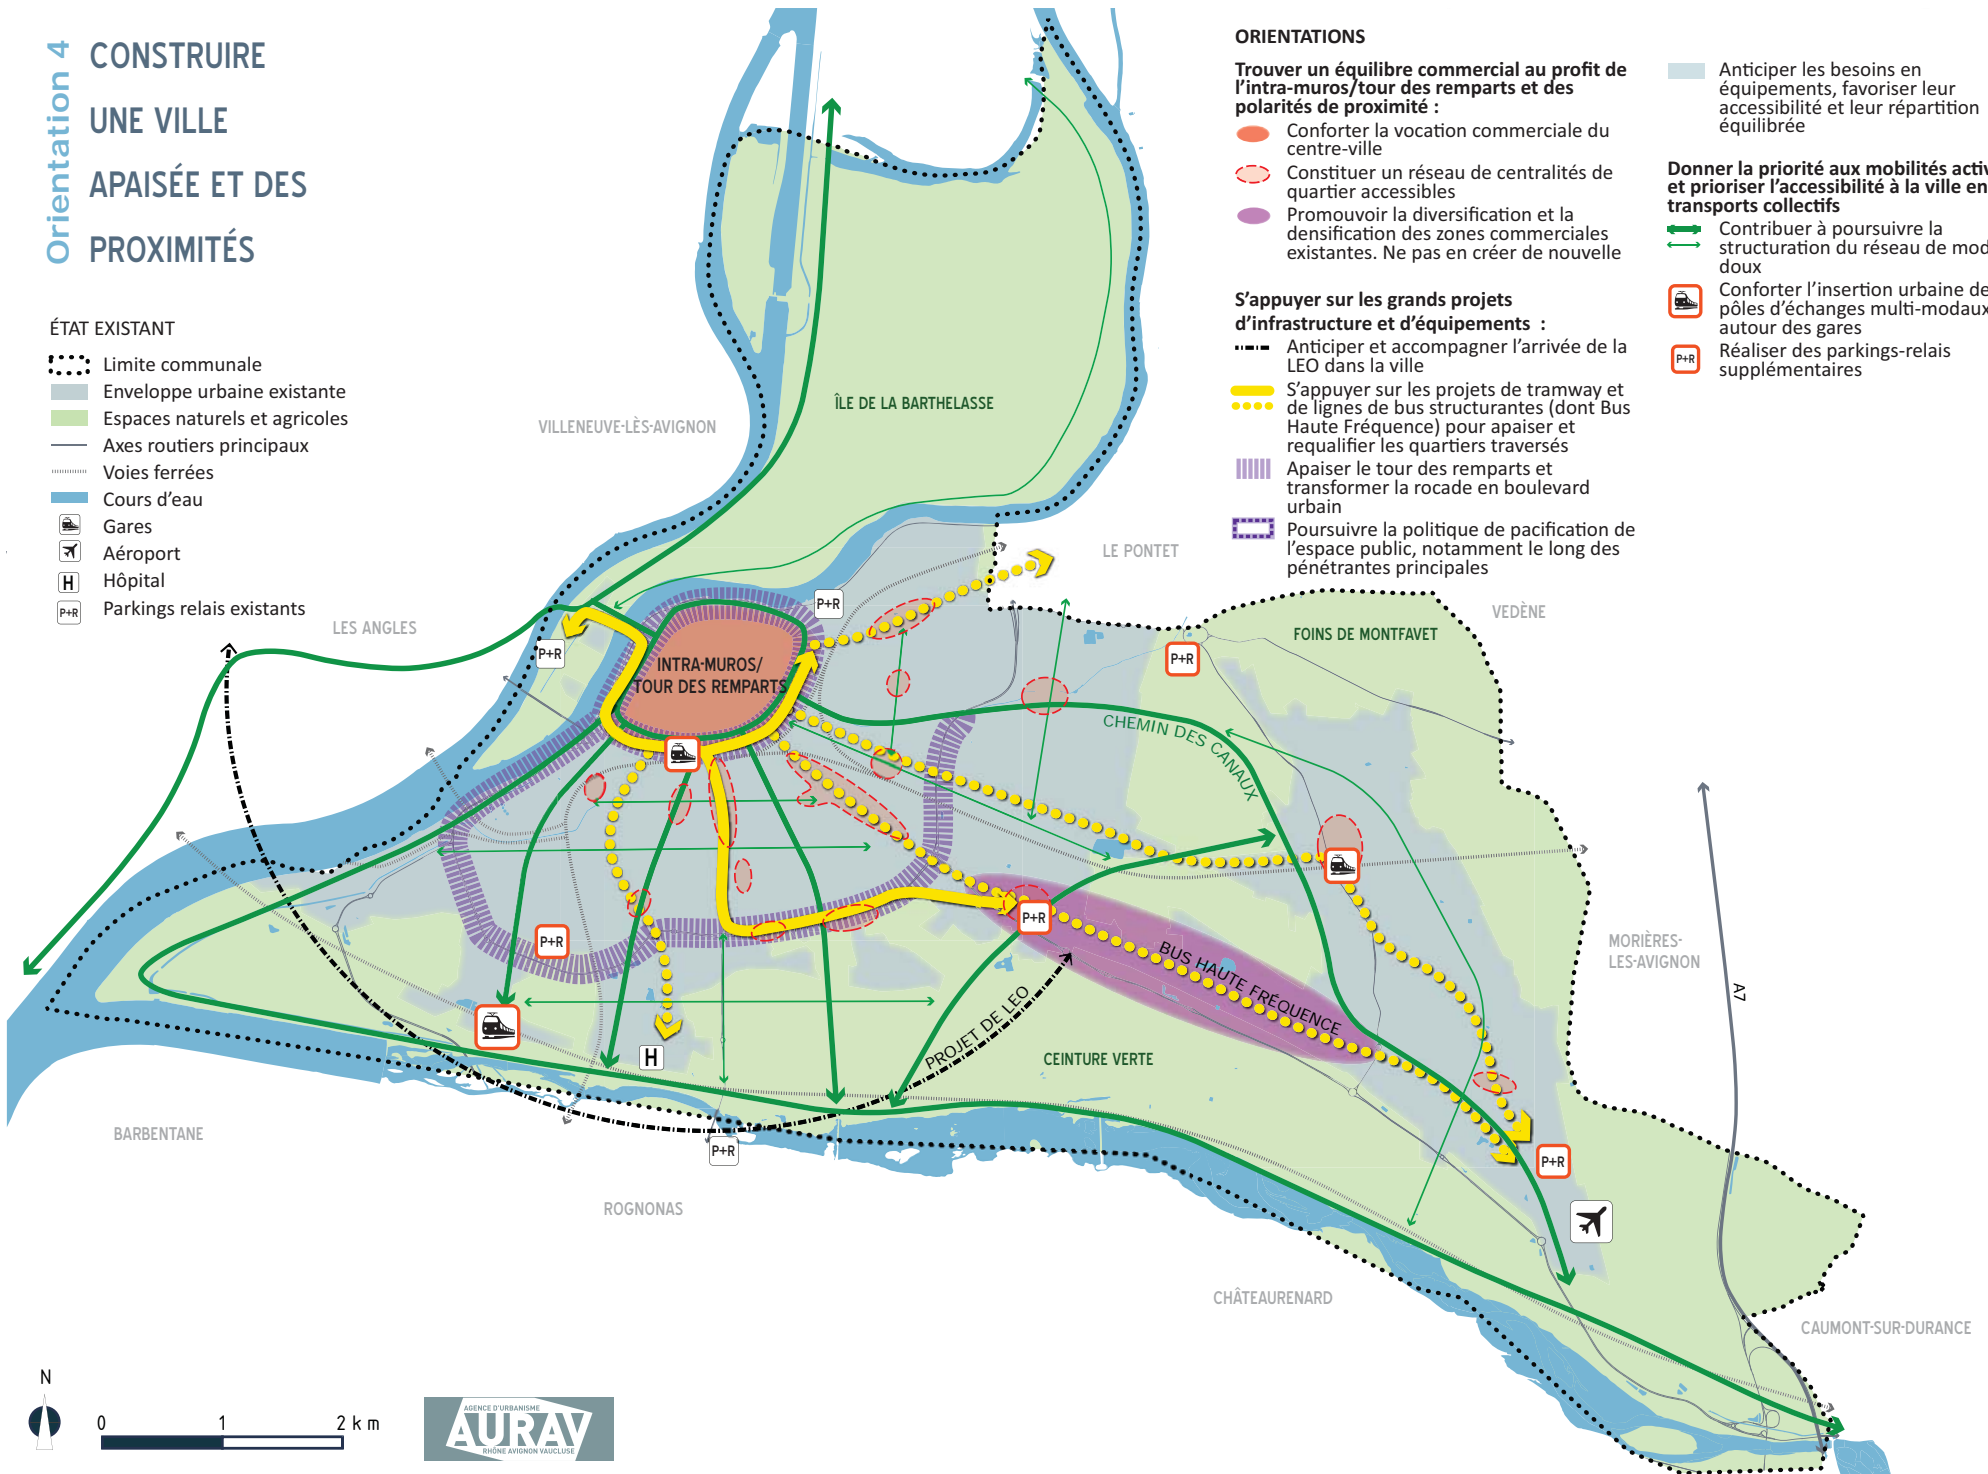 Orientation 4
CONSTRUIRE
UNE VILLE
APAISÉE ET DES
PROXIMITÉS
ÉTAT EXISTANT
Limite communale
Enveloppe urbaine existante
Espaces naturels et agricoles
Axes routiers principaux
Voies ferrées
Cours d'eau
Gares
Aéroport
H
Hôpital
P+R
Parkings relais existants
ORIENTATIONS
Trouver un équilibre commercial au profit de
l'intra-muros/tour des remparts et des
polarités de proximité :
Conforter la vocation commerciale du
centre-ville
Constituer un réseau de centralités de
quartier accessibles
Promouvoir la diversification et la
densification des zones commerciales
existantes. Ne pas en créer de nouvelle
S'appuyer sur les grands projets
d'infrastructure et d'équipements :
Anticiper et accompagner l'arrivée de la
LEO dans la ville
S'appuyer sur les projets de tramway et
de lignes de bus structurantes (dont Bus
Haute Fréquence) pour apaiser et
requalifier les quartiers traversés
Apaiser le tour des remparts et
transformer la rocade en boulevard
urbain
Poursuivre la politique de pacification de
l'espace public, notamment le long des
pénétrantes principales
Anticiper les besoins en
équipements, favoriser leur
accessibilité et leur répartition
équilibrée
Donner la priorité aux mobilités activ
et prioriser l'accessibilité à la ville en
transports collectifs
Contribuer à poursuivre la
structuration du réseau de mod
doux
Conforter l'insertion urbaine de
pôles d'échanges multi-modaux
autour des gares
P+R
Réaliser des parkings-relais
supplémentaires
VILLENEUVE-LÈS-AVIGNON
ÎLE DE LA BARTHELASSE
LE PONTET
VEDÈNE
LES ANGLES
FOINS DE MONTFAVET
P+R
P+R
P+R
INTRA-MUROS/
TOUR DES REMPARTS
CHEMIN DES CANAUX
P+R
P+R
BUS HAUTE FRÉQUENCE
MORIÈRES-
LES-AVIGNON
A7
PROJET DE LEO
H
CEINTURE VERTE
BARBENTANE
P+R
P+R
ROGNONAS
CHÂTEAURENARD
CAUMONT-SUR-DURANCE
N
0 1 2 km
AGENCE D'URBANISME
AURAV
RHÔNE AVIGNON VAUCLUSE